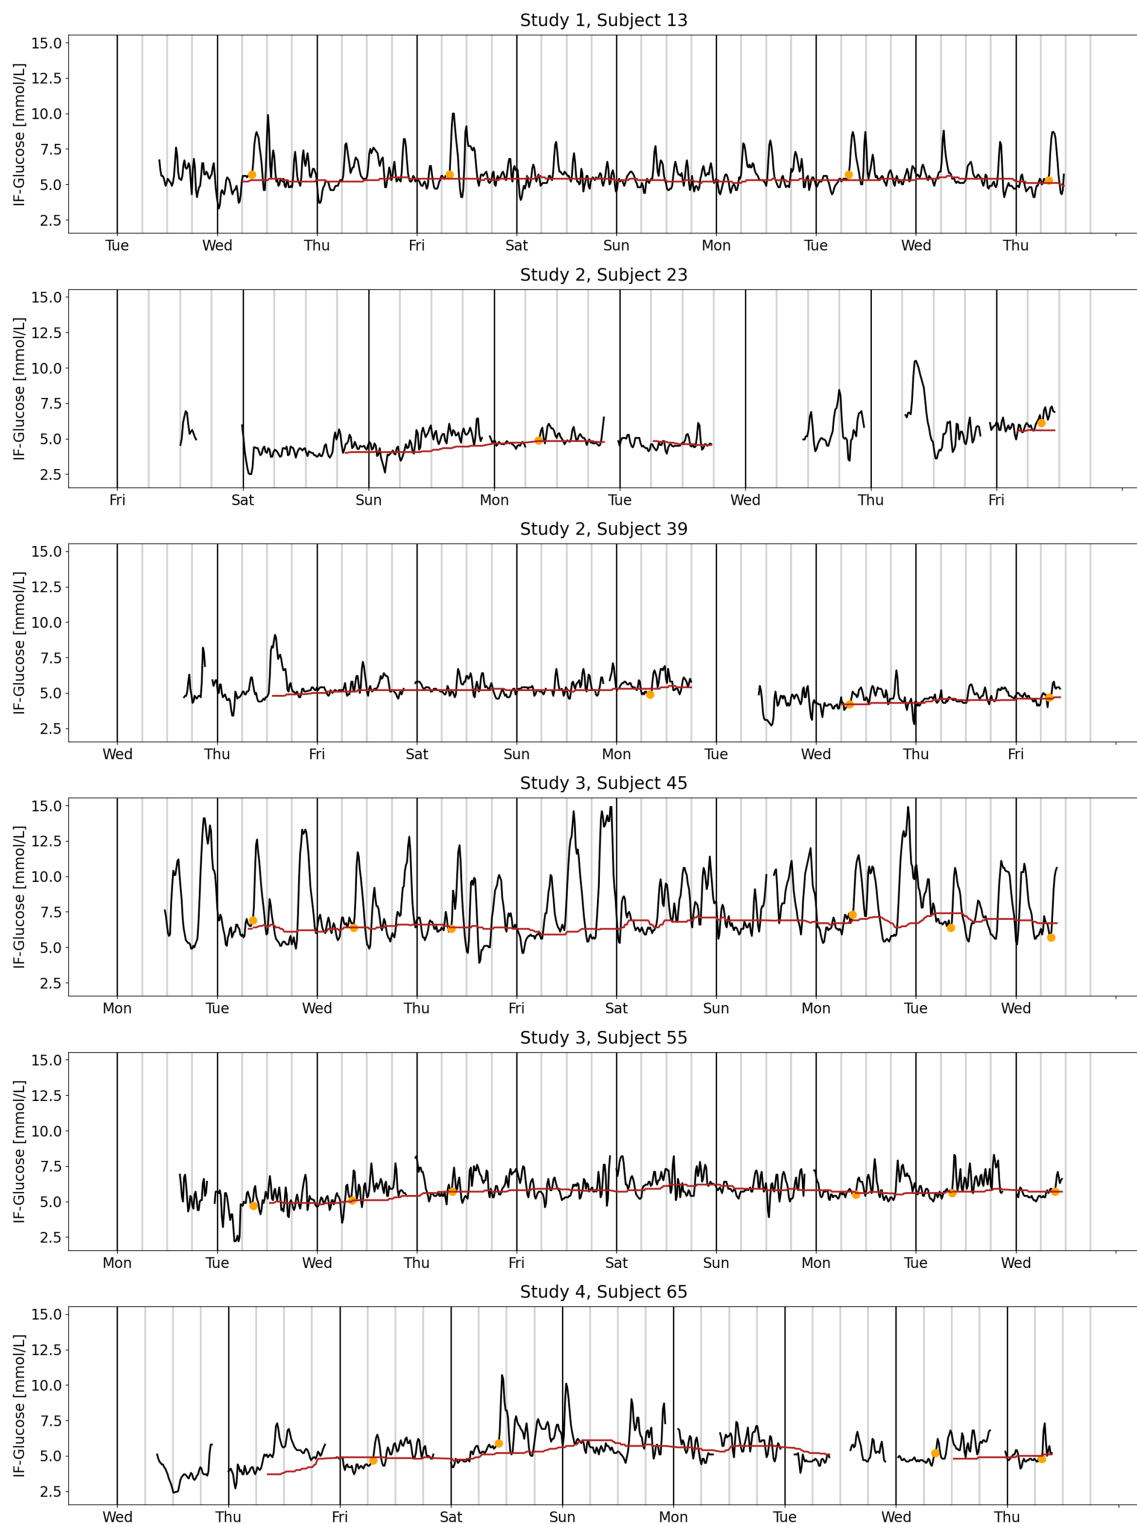 Study 1, Subject 13
IF-Glucose [mmol/L]
15.0
12.5
10.0
7.5
5.0
2.5
Tue Wed Thu Fri Sat Sun Mon Tue Wed Thu
Study 2, Subject 23
IF-Glucose [mmol/L]
15.0
12.5
10.0
7.5
5.0
2.5
Fri Sat Sun Mon Tue Wed Thu Fri
Study 2, Subject 39
IF-Glucose [mmol/L]
15.0
12.5
10.0
7.5
5.0
2.5
Wed Thu Fri Sat Sun Mon Tue Wed Thu Fri
Study 3, Subject 45
IF-Glucose [mmol/L]
15.0
12.5
10.0
7.5
5.0
2.5
Mon Tue Wed Thu Fri Sat Sun Mon Tue Wed
Study 3, Subject 55
IF-Glucose [mmol/L]
15.0
12.5
10.0
7.5
5.0
2.5
Mon Tue Wed Thu Fri Sat Sun Mon Tue Wed
Study 4, Subject 65
IF-Glucose [mmol/L]
15.0
12.5
10.0
7.5
5.0
2.5
Wed Thu Fri Sat Sun Mon Tue Wed Thu